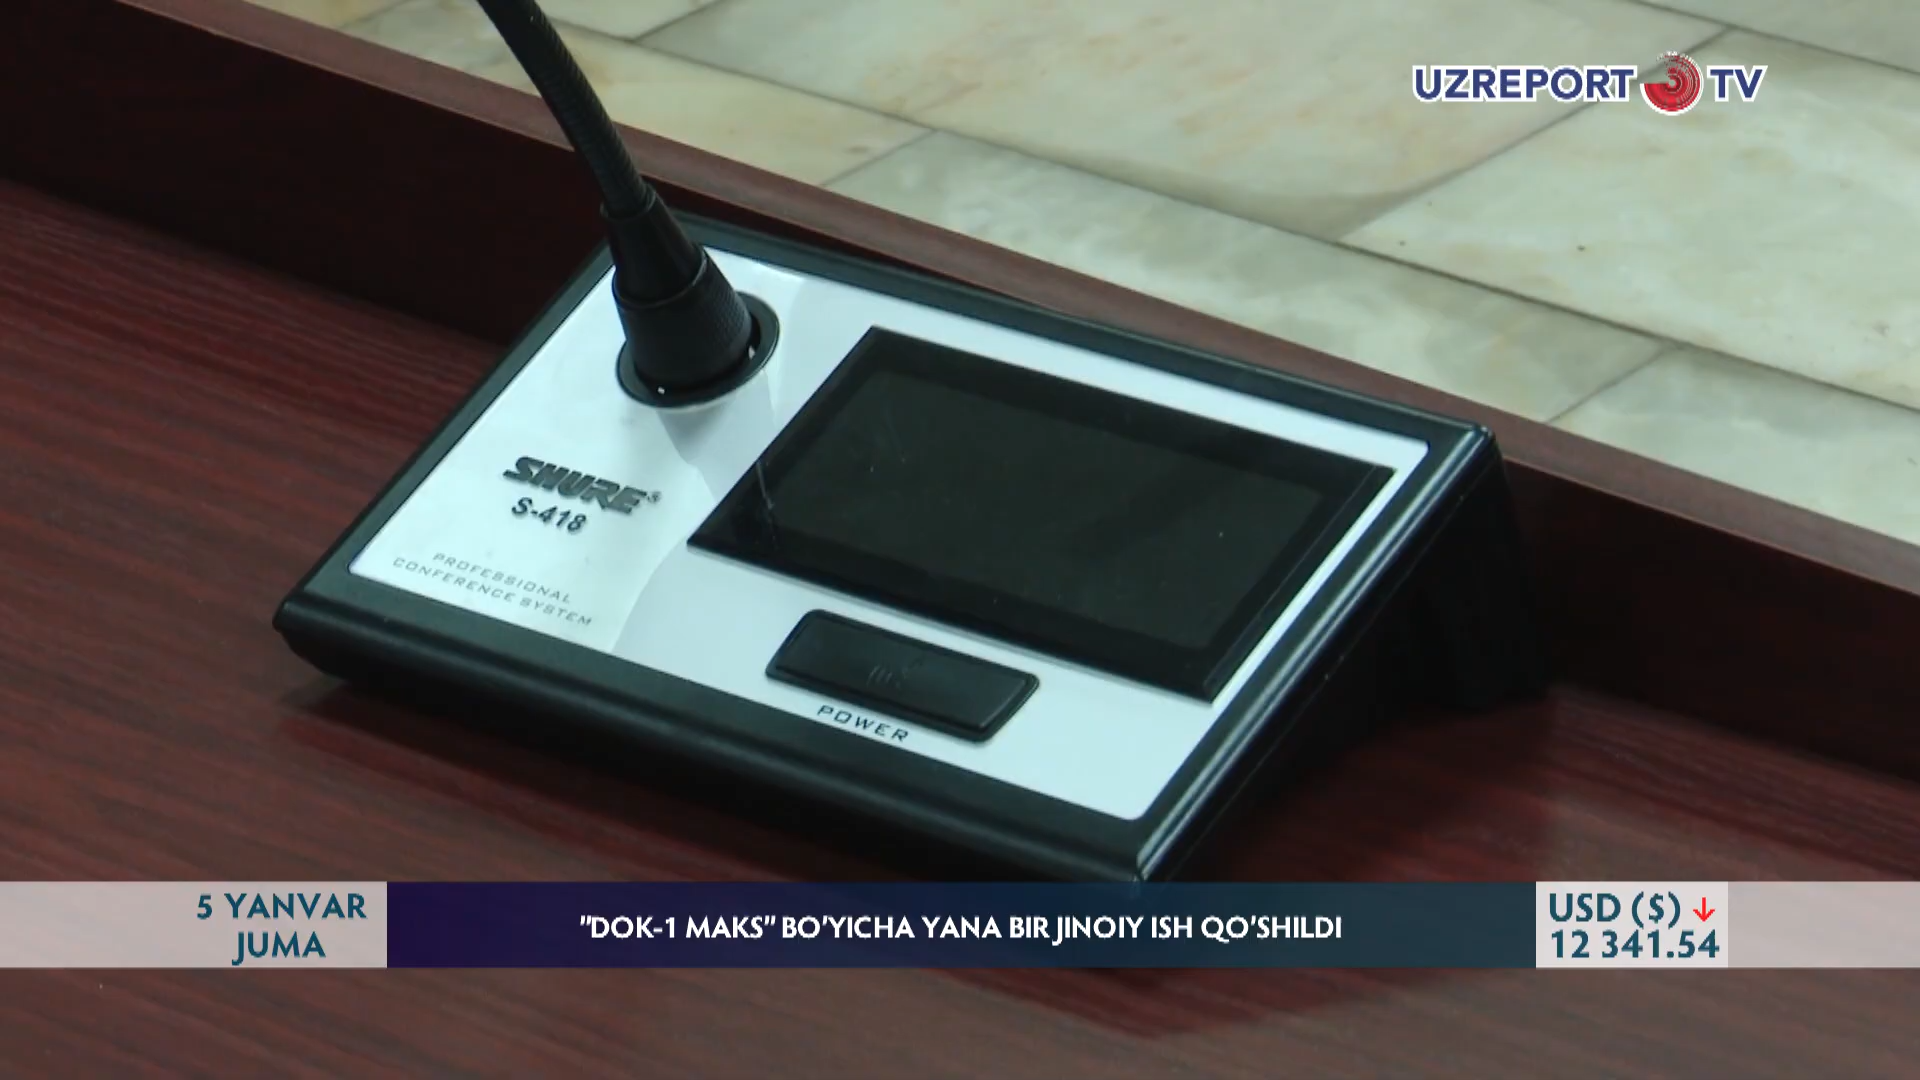 UZREPORT TV
SHURE®
S-418
PROFESSIONAL
CONFERENCE SYSTEM
POWER
5 YANVAR
JUMA
"DOK-1 MAKS" BO'YICHA YANA BIR JINOIY ISH QO'SHILDI
USD ($) ↓
12 341.54